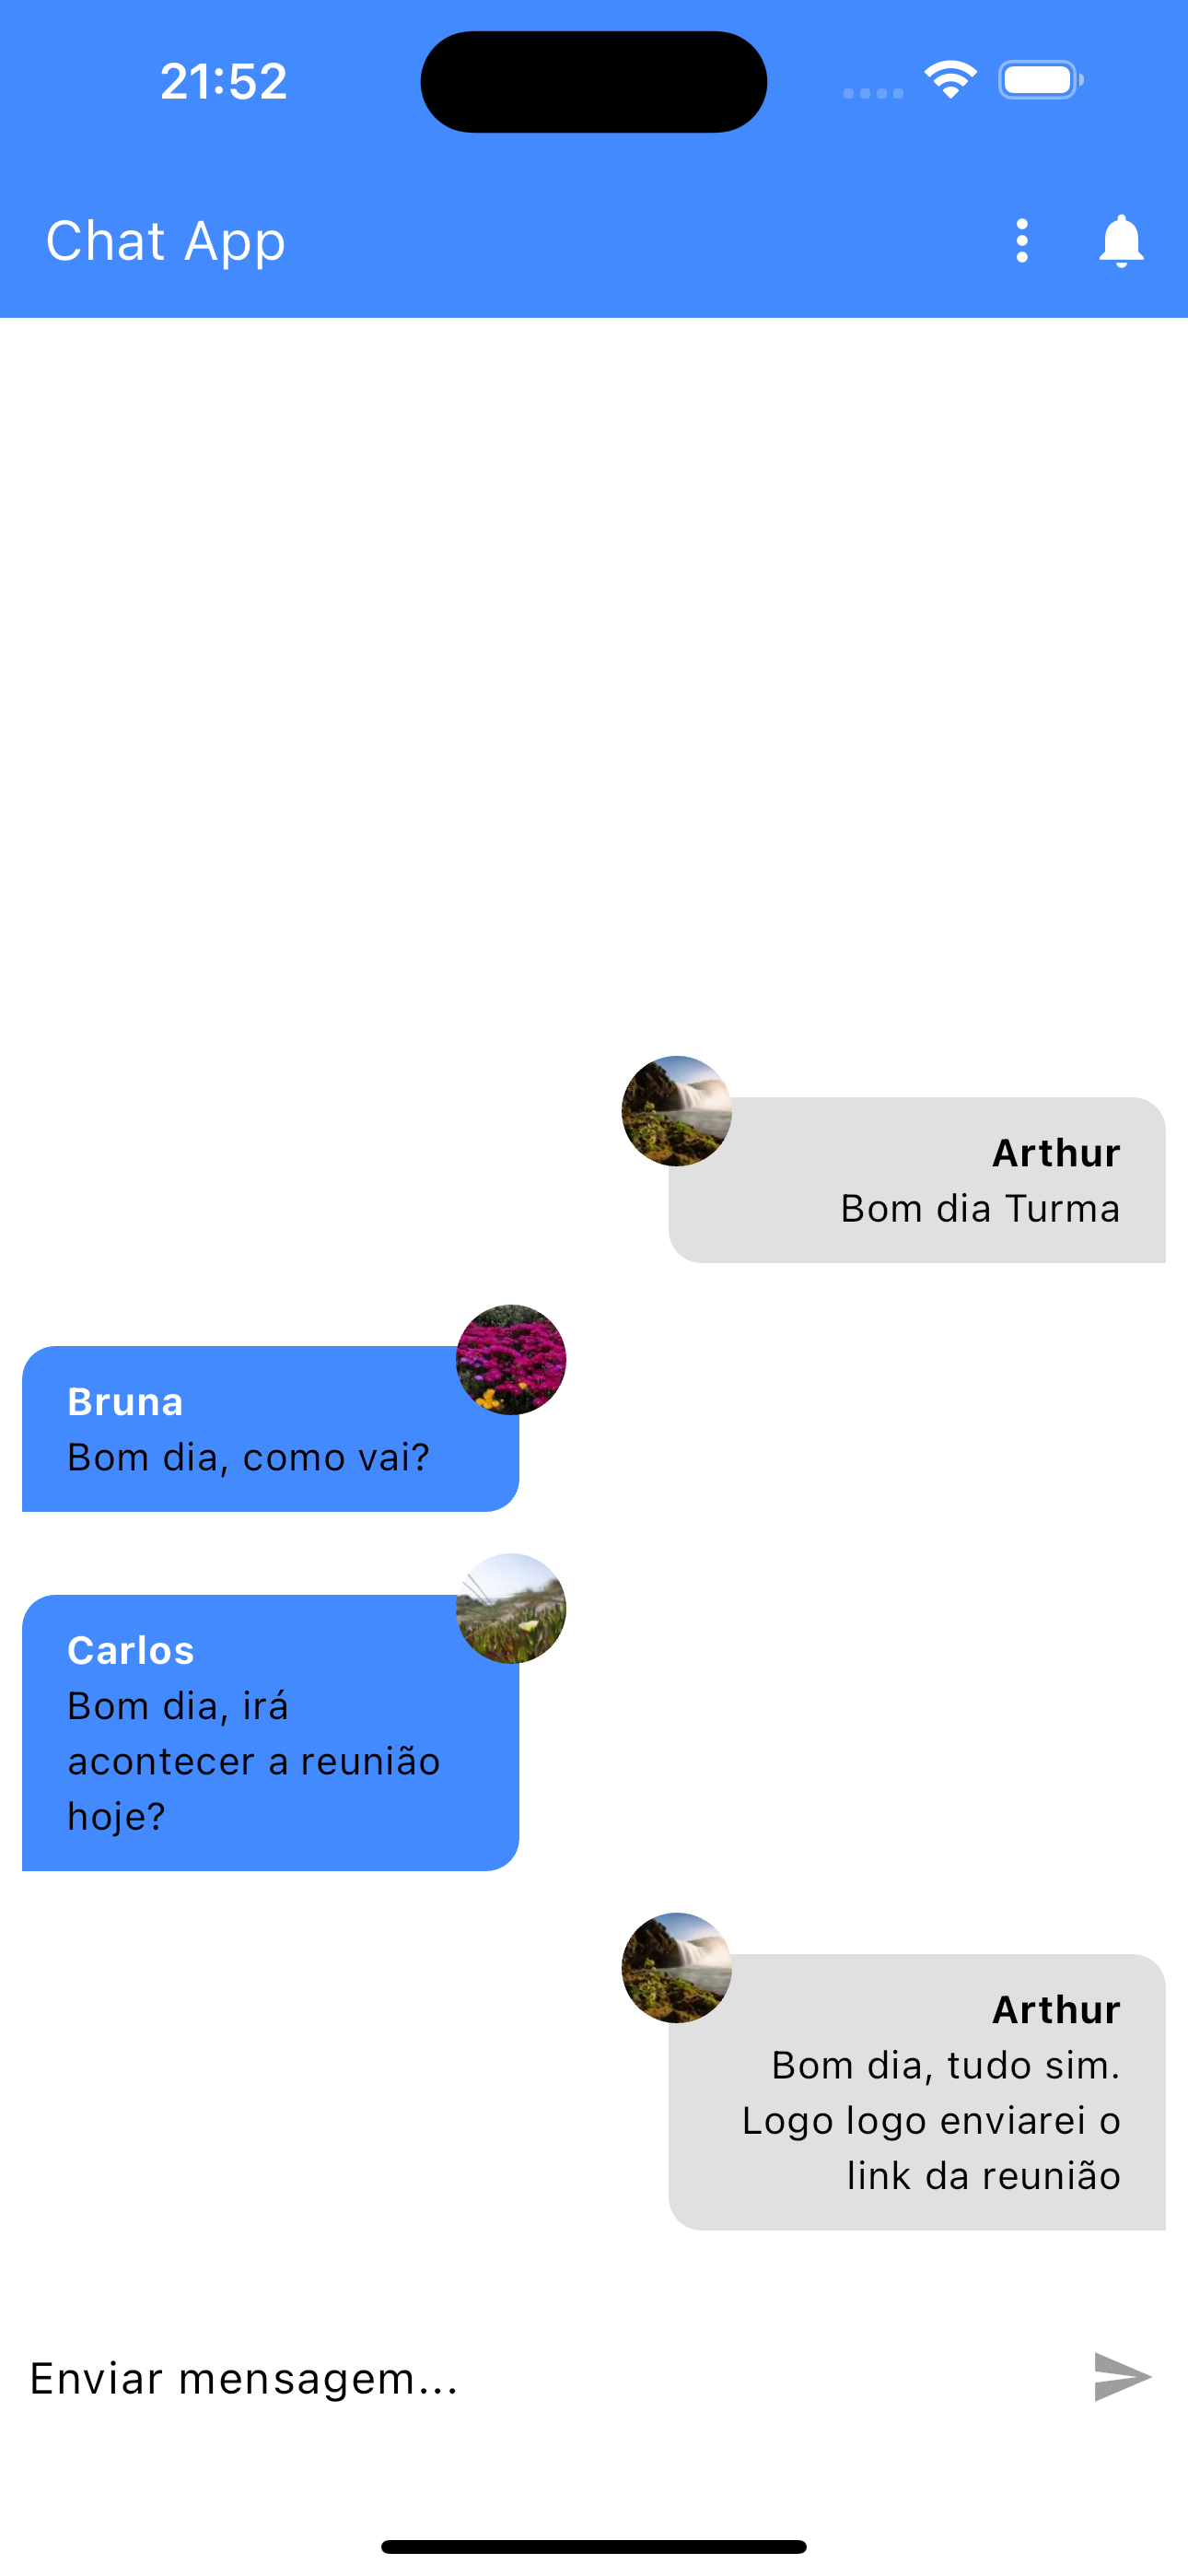 21:52
Chat App
Arthur
Bom dia Turma
Bruna
Bom dia, como vai?
Carlos
Bom dia, irá
acontecer a reunião
hoje?
Arthur
Bom dia, tudo sim.
Logo logo enviarei o
link da reunião
Enviar mensagem...